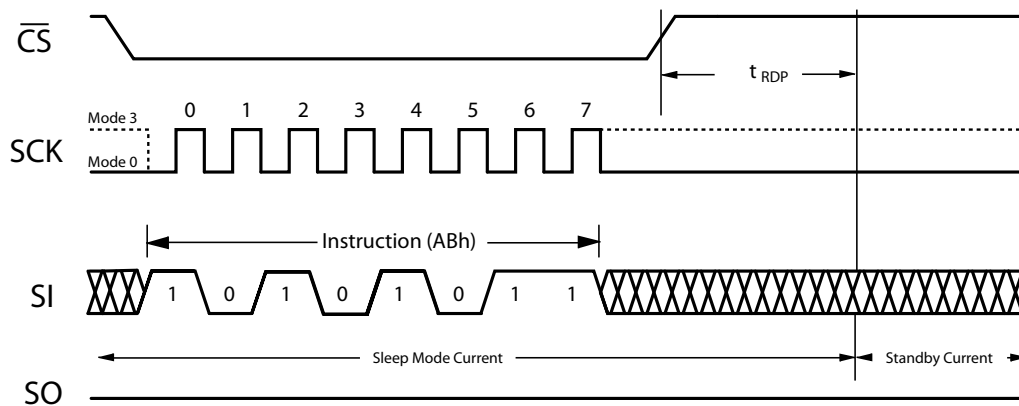 CS
t RDP
0 1 2 3 4 5 6 7
Mode 3
SCK
Mode 0
Instruction (ABh)
SI
1 0 1 0 1 0 1 1
Sleep Mode Current
Standby Current
SO